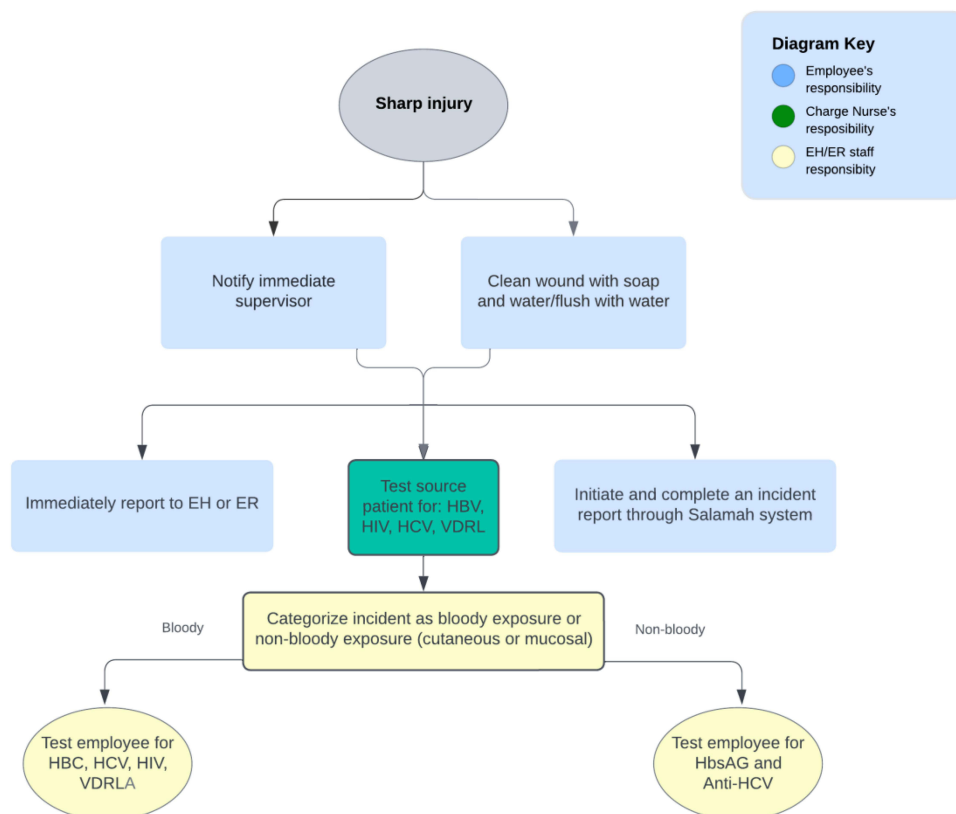 Diagram Key
Employee's
responsibility
Charge Nurse's
resposibility
EH/ER staff
responsibity
Sharp injury
Notify immediate
supervisor
Clean wound with soap
and water/flush with water
Immediately report to EH or ER
Test source
patient for: HBV,
HIV, HCV, VDRL
Initiate and complete an incident
report through Salamah system
Categorize incident as bloody exposure or
non-bloody exposure (cutaneous or mucosal)
Bloody
Non-bloody
Test employee for
HBC, HCV, HIV,
VDRLA
Test employee for
HbsAG and
Anti-HCV